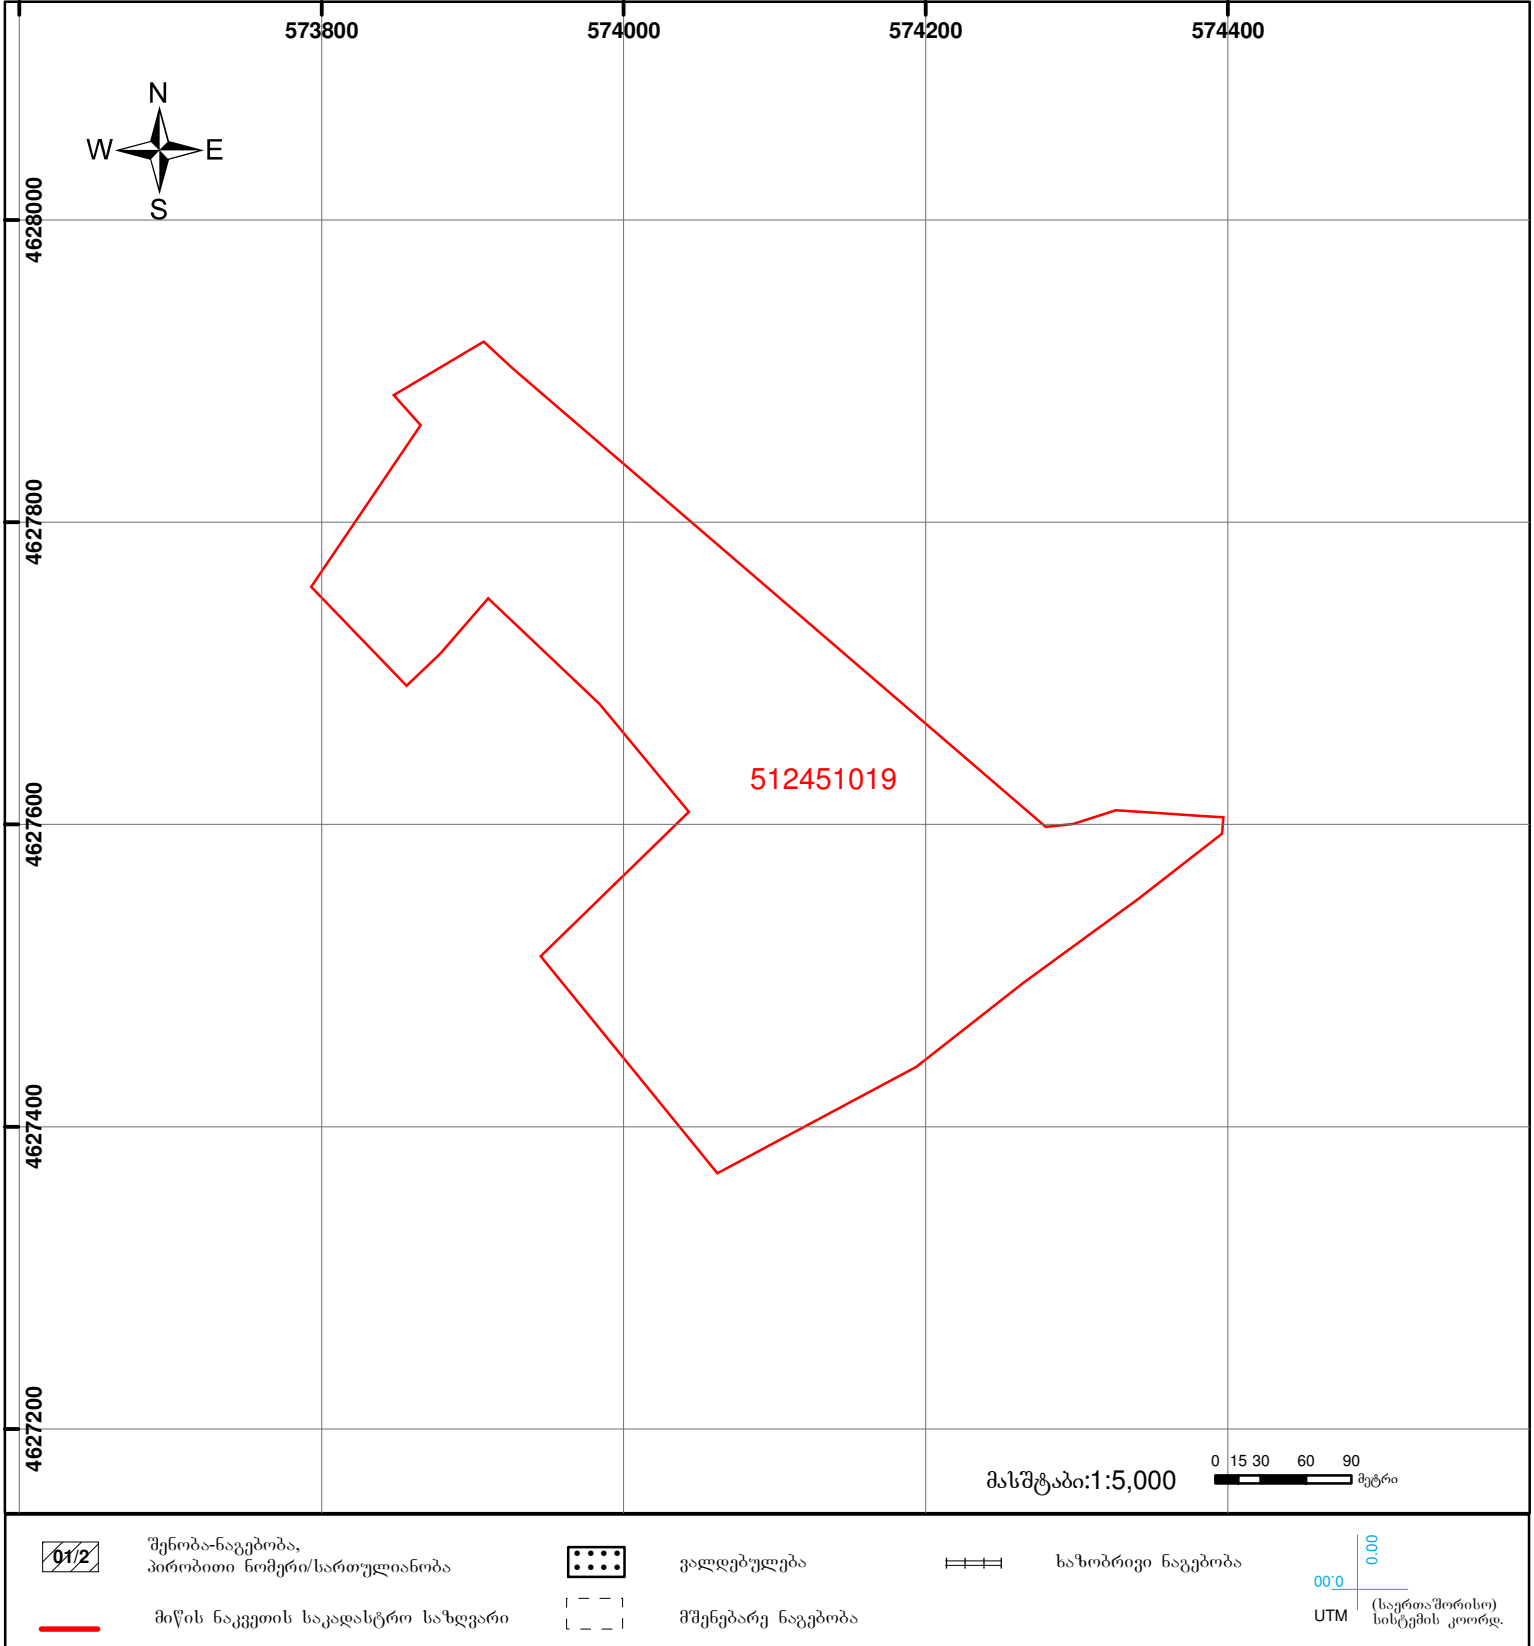 573800 574000 574200 574400
N
W E
S
4628000
4627800
4627600
4627400
4627200
512451019
მასშტაბი:1:5,000
0 15 30 60 90
მეტრი
01/2
შენობა-ნაგებობა,
პირობითი ნომერი/სართულიანობა
ვალდებულება
ხაზობრივი ნაგებობა
მიწის ნაკვეთის საკადასტრო საზღვარი
მშენებარე ნაგებობა
00.0
00.0
UTM
(საერთაშორისო)
სისტემის კოორდ.